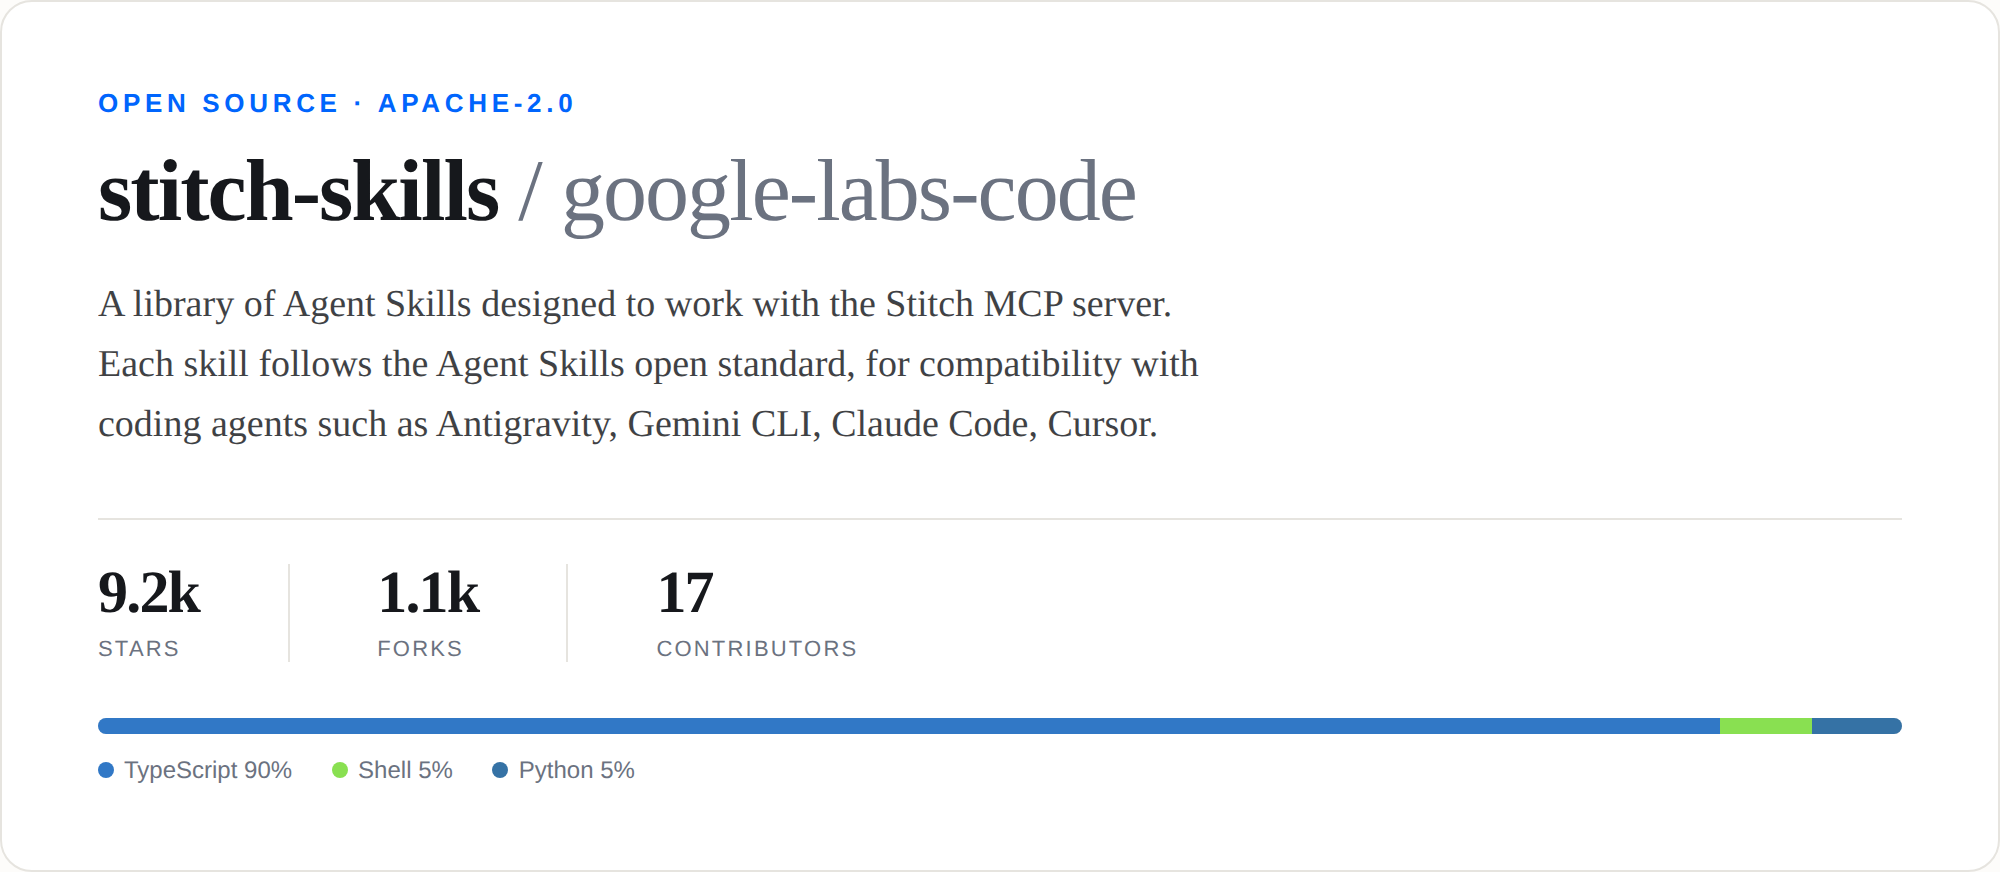 OPEN SOURCE · APACHE-2.0
stitch-skills / google-labs-code
A library of Agent Skills designed to work with the Stitch MCP server.
Each skill follows the Agent Skills open standard, for compatibility with
coding agents such as Antigravity, Gemini CLI, Claude Code, Cursor.
9.2k 1.1k 17
STARS FORKS CONTRIBUTORS
TypeScript 90% Shell 5% Python 5%